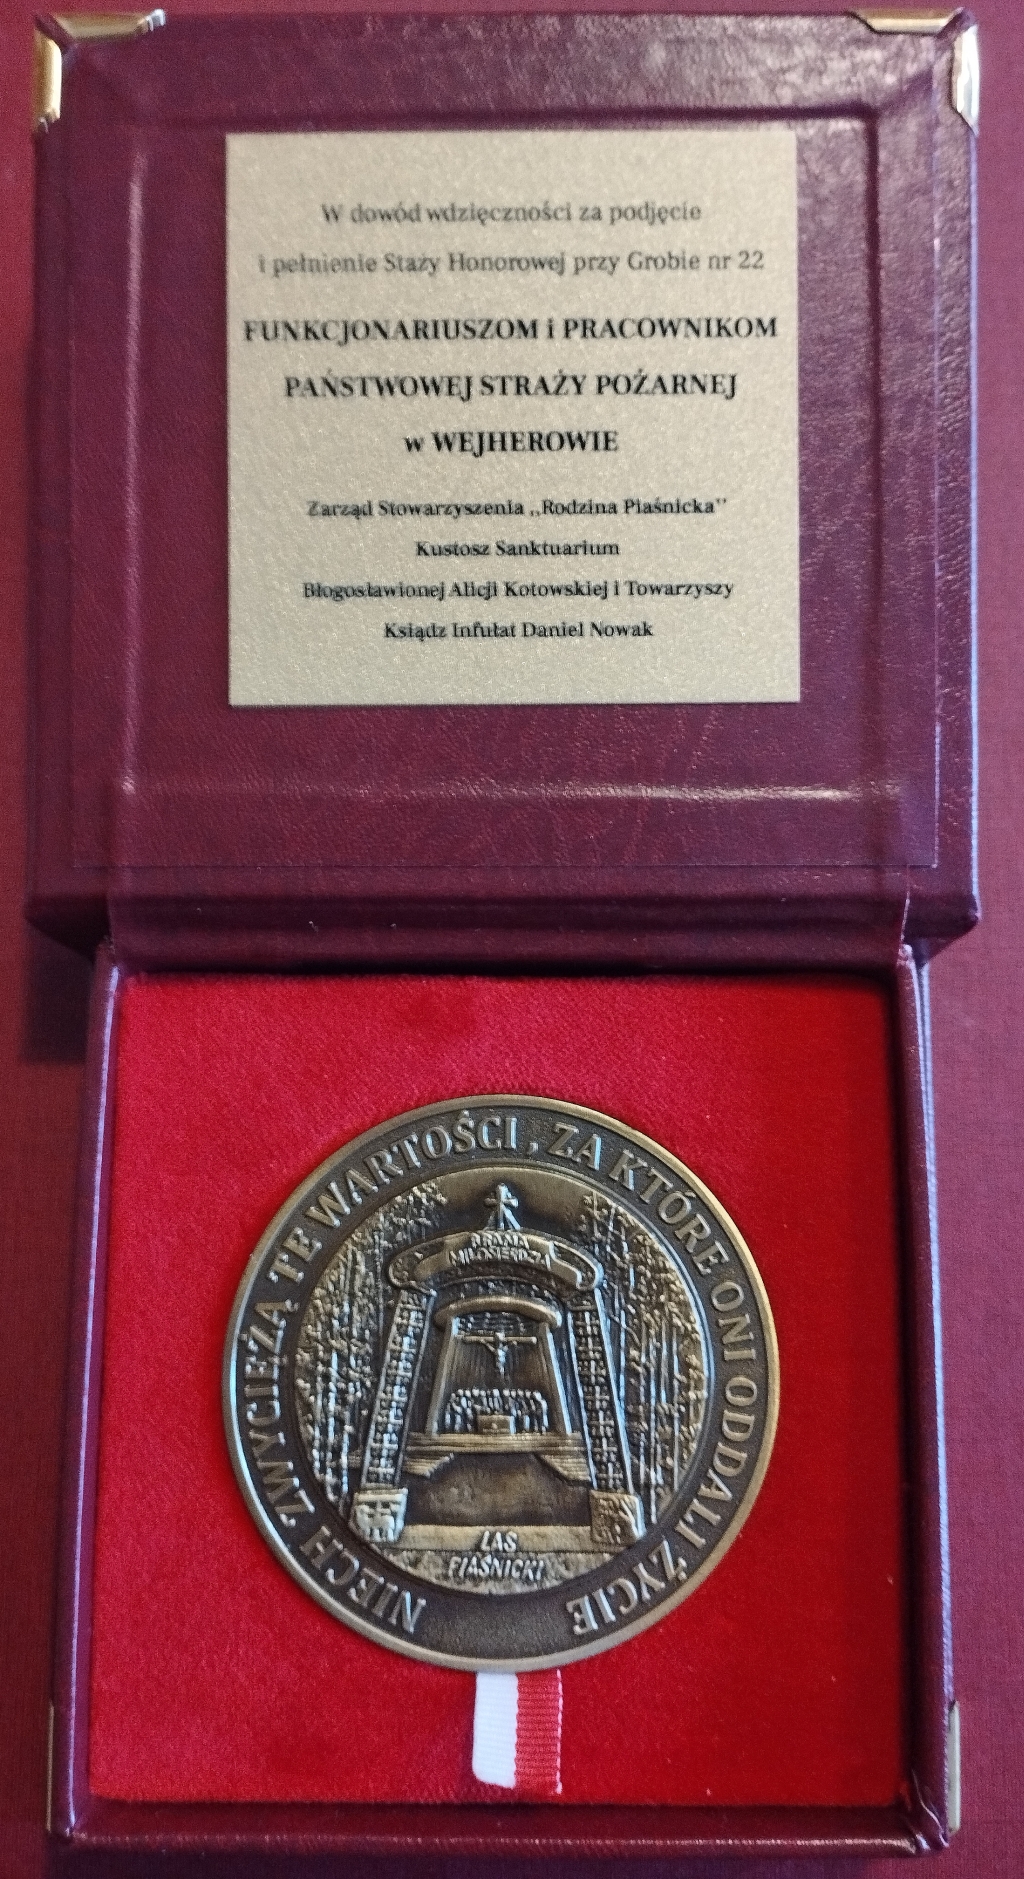 W dowód wdzięczności za podjęcie
i pełnienie Staży Honorowej przy Grobie nr 22
FUNKCJONARIUSZOM i PRACOWNIKOM
PAŃSTWOWEJ STRAŻY POŻARNEJ
w WEJHEROWIE
Zarząd Stowarzyszenia ,,Rodzina Piaśnicka''
Kustosz Sanktuarium
Błogosławionej Alicji Kotowskiej i Towarzyszy
Ksiądz Infułat Daniel Nowak
NIECH ZWYCIĘŻĄ TE WARTOŚCI, ZA KTÓRE ONI ODDALI ŻYCIE
BRAMA
MIŁOSIERDZIA
LAS
PIAŚNICKI